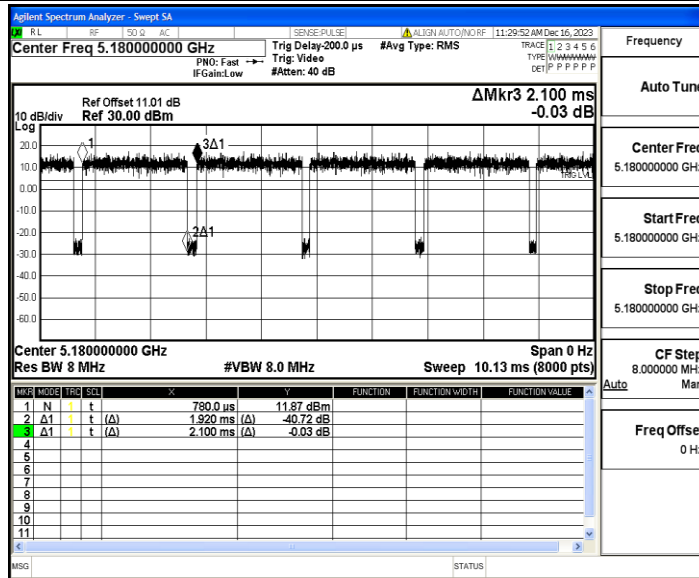 Agilent Spectrum Analyzer - Swept SA
RL RF 50 Ω AC SENSE:PULSE ALIGN AUTO/NO RF 11:29:52 AM Dec 16, 2023
Center Freq 5.180000000 GHz
PNO: Fast
IFGain:Low
Trig Delay-200.0 µs
Trig: Video
#Atten: 40 dB
#Avg Type: RMS
TRACE 1 2 3 4 5 6
TYPE WWWWWW
DET P P P P P P
ΔMkr3 2.100 ms
-0.03 dB
Ref Offset 11.01 dB
10 dB/div Ref 30.00 dBm
Log
20.0
10.0
0.00
-10.0
-20.0
-30.0
-40.0
-50.0
-60.0
1
3Δ1
2Δ1
TRIG LVL
Center 5.180000000 GHz Span 0 Hz
Res BW 8 MHz #VBW 8.0 MHz Sweep 10.13 ms (8000 pts)
MKR MODE TRC SCL X Y FUNCTION FUNCTION WIDTH FUNCTION VALUE
1 N 1 t 780.0 µs 11.87 dBm
2 Δ1 1 t (Δ) 1.920 ms (Δ) -40.72 dB
3 Δ1 1 t (Δ) 2.100 ms (Δ) -0.03 dB
4
5
6
7
8
9
10
11
MSG STATUS
Frequency
Auto Tune
Center Freq
5.180000000 GHz
Start Freq
5.180000000 GHz
Stop Freq
5.180000000 GHz
CF Step
8.000000 MHz
Auto Man
Freq Offset
0 Hz